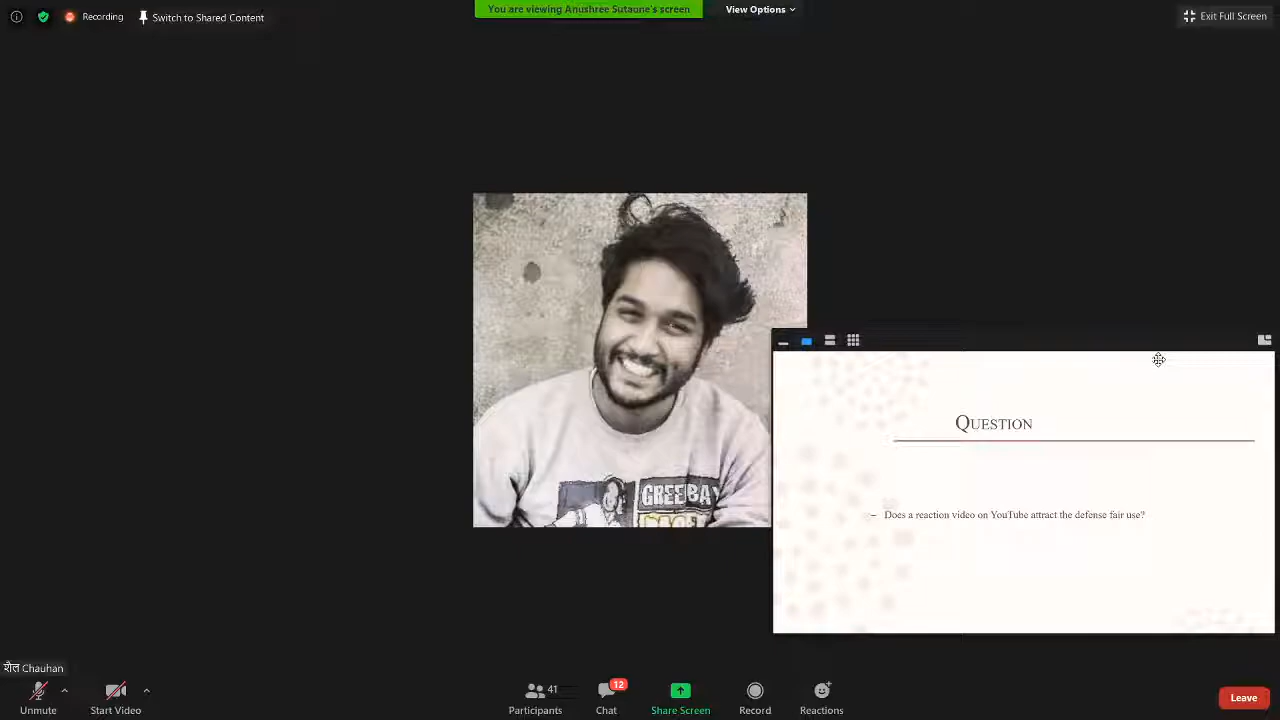 Recording
Switch to Shared Content
You are viewing Anushree Sutaone's screen
View Options
Exit Full Screen
GREE BAY
QUESTION
– Does a reaction video on YouTube attract the defense fair use?
Chauhan
Unmute
Start Video
41
Participants
12
Chat
Share Screen
Record
Reactions
Leave